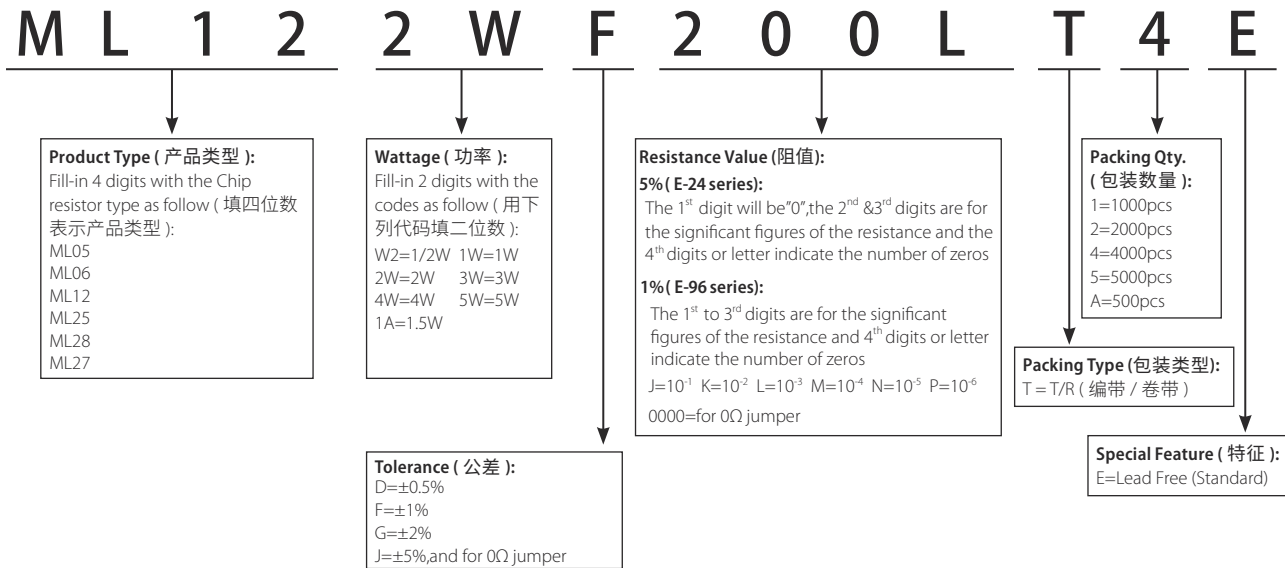 M L 1 2 2 W F 2 0 0 L T 4 E
Product Type ( 产品类型 ):
Fill-in 4 digits with the Chip
resistor type as follow ( 填四位数
表示产品类型 ):
ML05
ML06
ML12
ML25
ML28
ML27
Wattage ( 功率 ):
Fill-in 2 digits with the
codes as follow ( 用下
列代码填二位数 ):
W2=1/2W 1W=1W
2W=2W 3W=3W
4W=4W 5W=5W
1A=1.5W
Resistance Value (阻值):
5%( E-24 series):
The 1st digit will be"0",the 2nd &3rd digits are for
the significant figures of the resistance and the
4th digits or letter indicate the number of zeros
1%( E-96 series):
The 1st to 3rd digits are for the significant
figures of the resistance and 4th digits or letter
indicate the number of zeros
J=10-1 K=10-2 L=10-3 M=10-4 N=10-5 P=10-6
0000=for 0Ω jumper
Packing Qty.
( 包装数量 ):
1=1000pcs
2=2000pcs
4=4000pcs
5=5000pcs
A=500pcs
Packing Type (包装类型):
T = T/R ( 编带 / 卷带 )
Special Feature ( 特征 ):
E=Lead Free (Standard)
Tolerance ( 公差 ):
D=±0.5%
F=±1%
G=±2%
J=±5%,and for 0Ω jumper